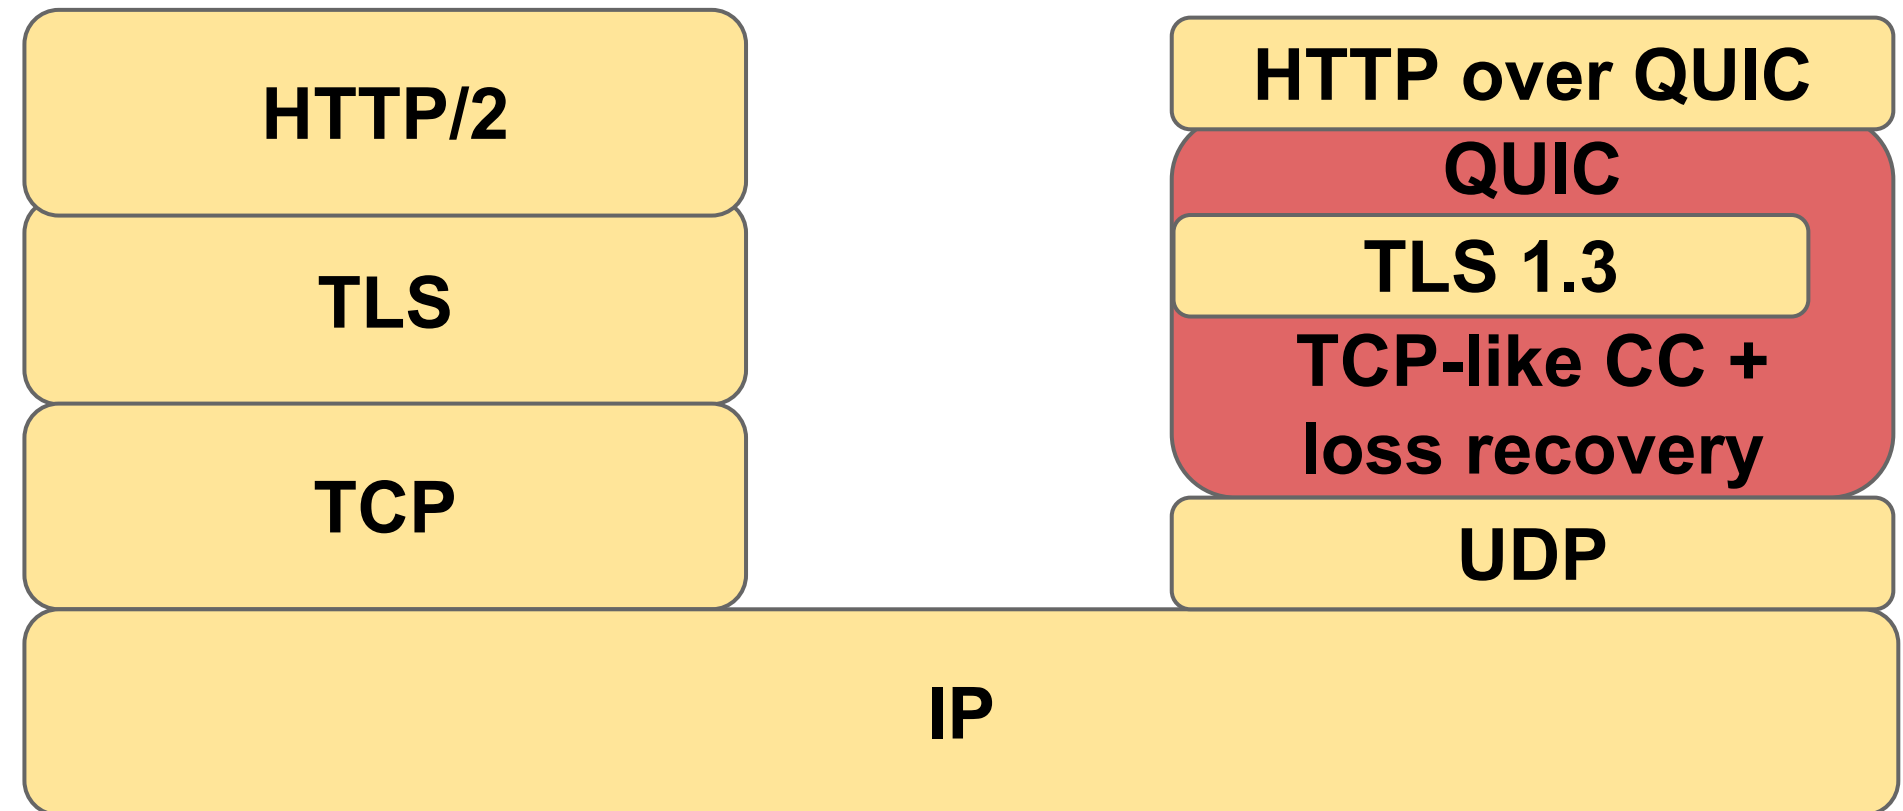 HTTP/2
TLS
TCP
HTTP over QUIC
QUIC
TLS 1.3
TCP-like CC +
loss recovery
UDP
IP